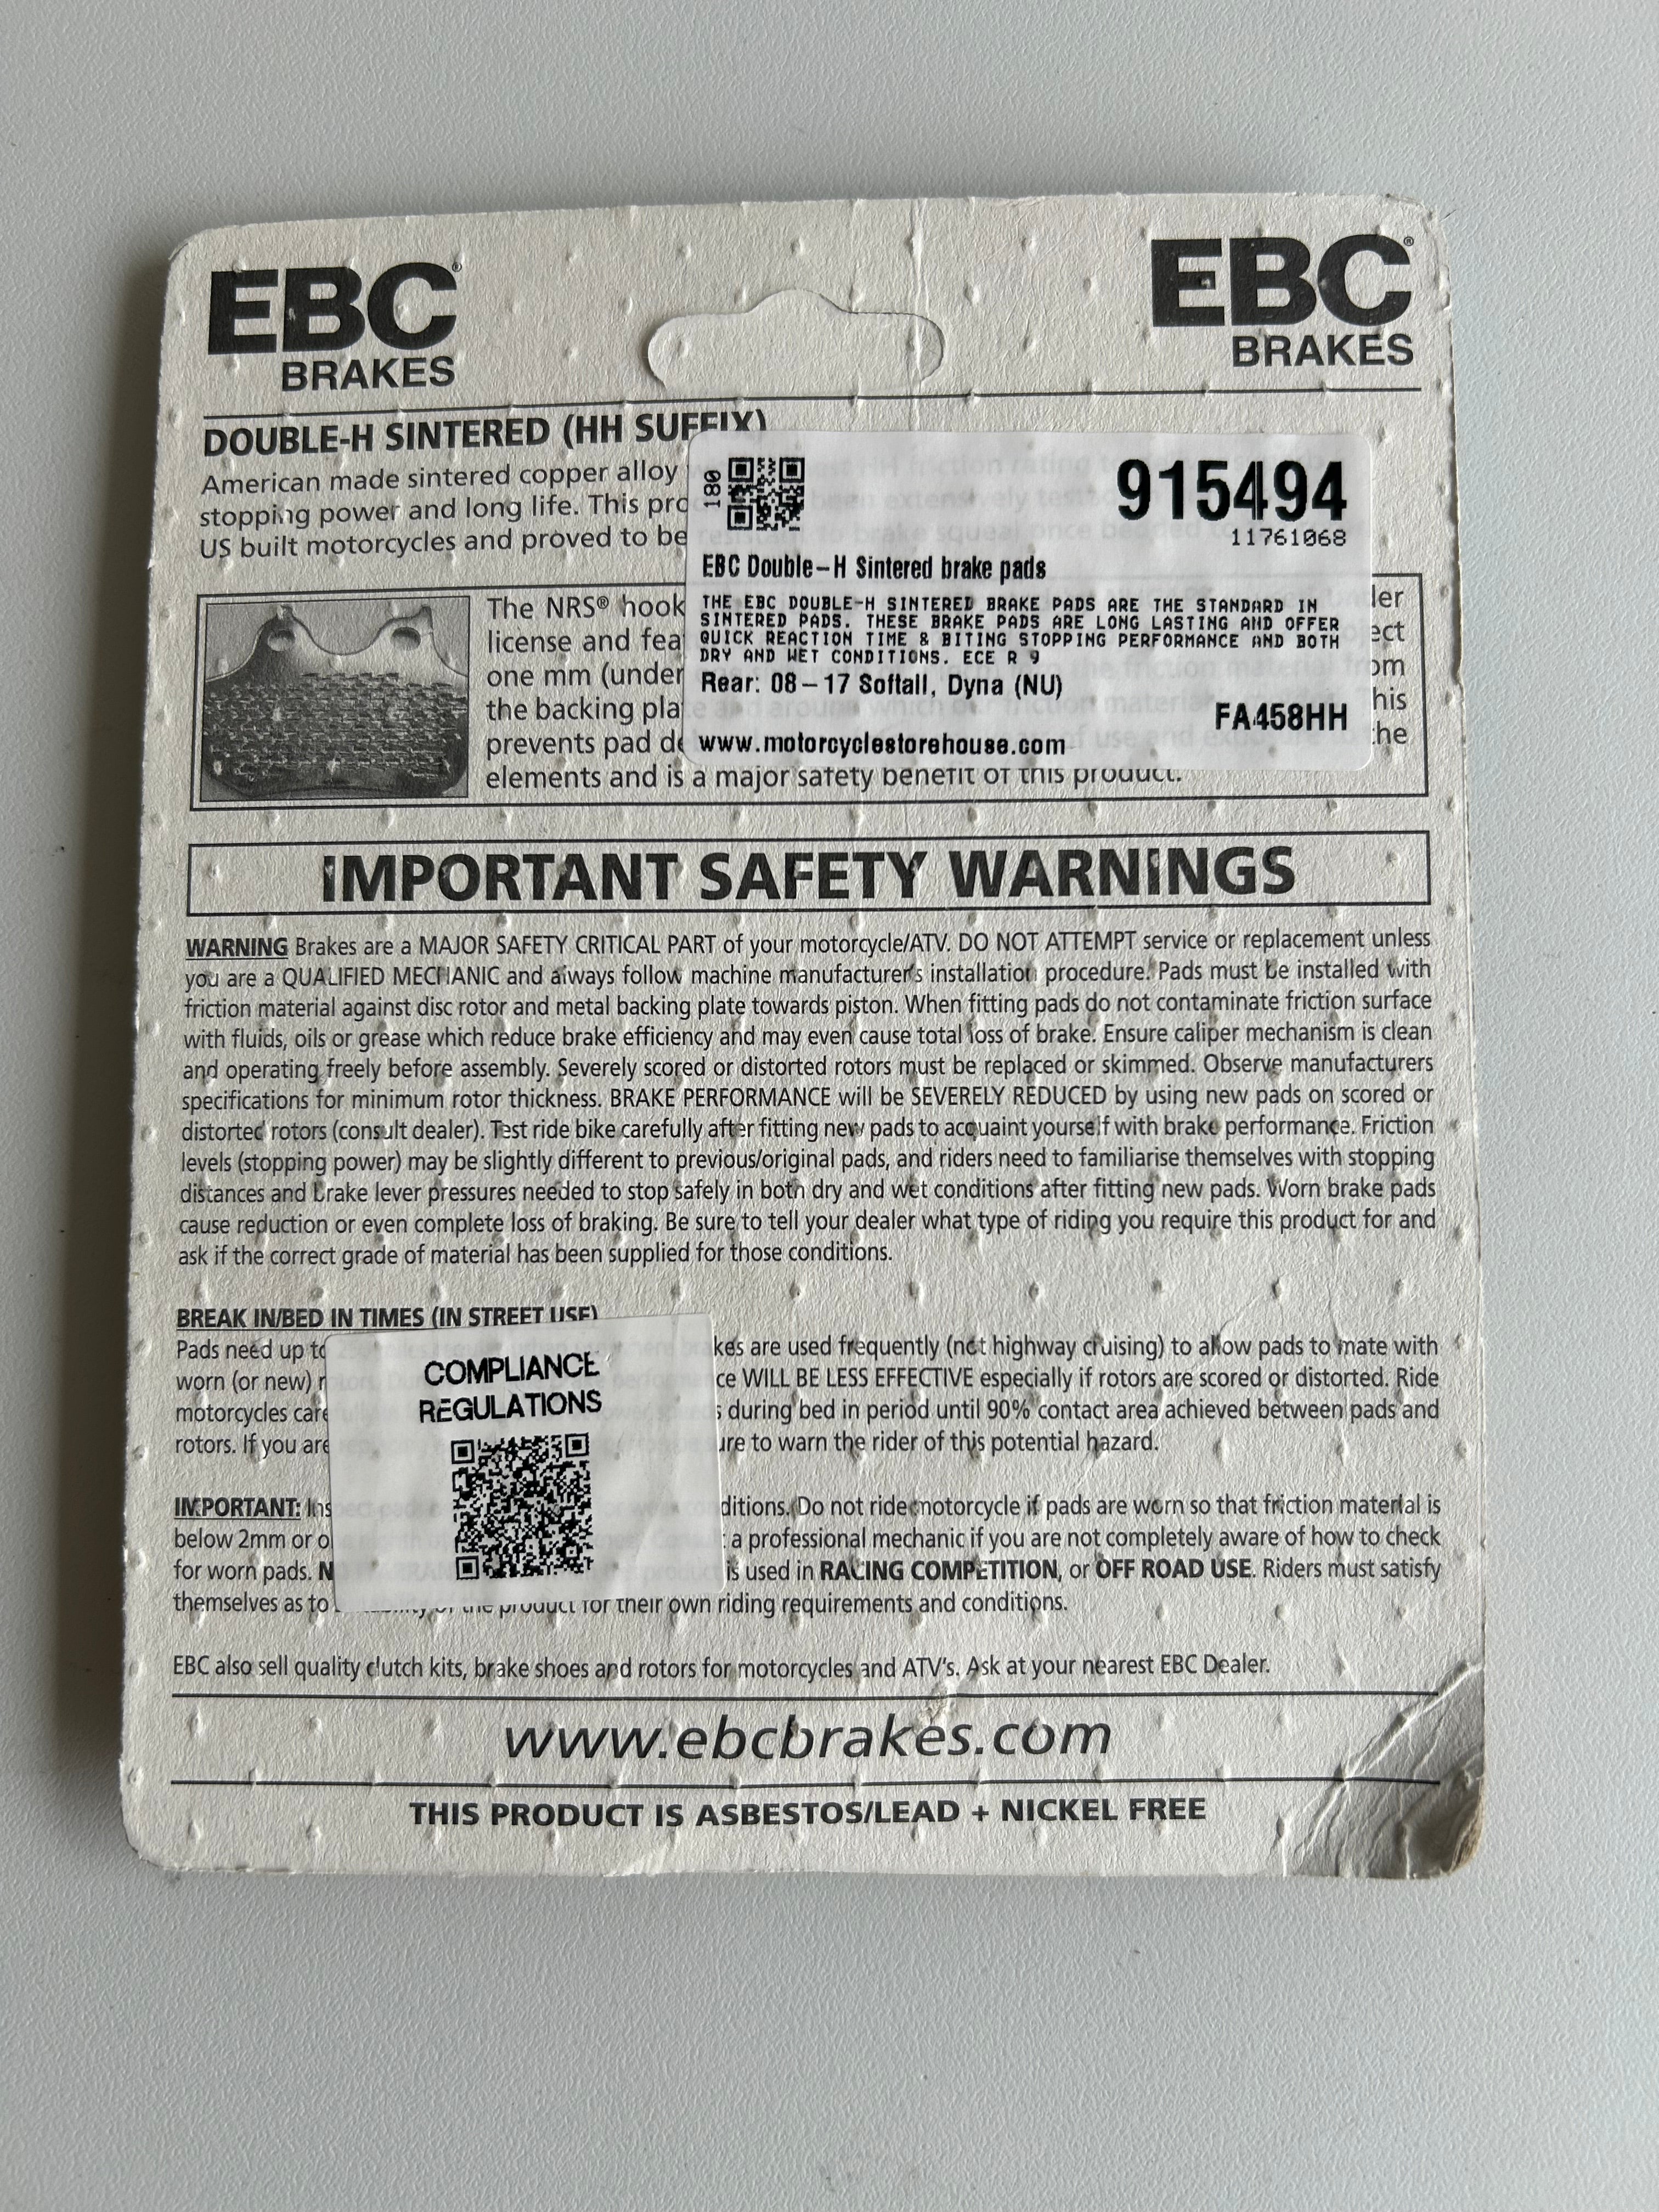 EBC®
BRAKES
EBC®
BRAKES
DOUBLE-H SINTERED (HH SUFFIX)
American made sintered copper alloy
stopping power and long life. This pro
US built motorcycles and proved to be
180
915494
11761068
EBC Double-H Sintered brake pads
THE EBC DOUBLE-H SINTERED BRAKE PADS ARE THE STANDARD IN
SINTERED PADS. THESE BRAKE PADS ARE LONG LASTING AND OFFER
QUICK REACTION TIME & BITING STOPPING PERFORMANCE AND BOTH
DRY AND WET CONDITIONS. ECE R 9
Rear: 08-17 Softail, Dyna (NU)
FA458HH
www.motorcyclestorehouse.com
The NRS® hook
license and fea
one mm (under
the backing pla
prevents pad de
elements and is a major safety benefit of this product.
IMPORTANT SAFETY WARNINGS
WARNING Brakes are a MAJOR SAFETY CRITICAL PART of your motorcycle/ATV. DO NOT ATTEMPT service or replacement unless
you are a QUALIFIED MECHANIC and always follow machine manufacturer's installation procedure. Pads must be installed with
friction material against disc rotor and metal backing plate towards piston. When fitting pads do not contaminate friction surface
with fluids, oils or grease which reduce brake efficiency and may even cause total loss of brake. Ensure caliper mechanism is clean
and operating freely before assembly. Severely scored or distorted rotors must be replaced or skimmed. Observe manufacturers
specifications for minimum rotor thickness. BRAKE PERFORMANCE will be SEVERELY REDUCED by using new pads on scored or
distorted rotors (consult dealer). Test ride bike carefully after fitting new pads to acquaint yourself with brake performance. Friction
levels (stopping power) may be slightly different to previous/original pads, and riders need to familiarise themselves with stopping
distances and brake lever pressures needed to stop safely in both dry and wet conditions after fitting new pads. Worn brake pads
cause reduction or even complete loss of braking. Be sure to tell your dealer what type of riding you require this product for and
ask if the correct grade of material has been supplied for those conditions.
BREAK IN/BED IN TIMES (IN STREET USE)
Pads need up to kes are used frequently (not highway cruising) to allow pads to mate with
worn (or new) r ce WILL BE LESS EFFECTIVE especially if rotors are scored or distorted. Ride
motorcycles care s during bed in period until 90% contact area achieved between pads and
rotors. If you are ure to warn the rider of this potential hazard.
COMPLIANCE
REGULATIONS
IMPORTANT: Ins ditions. Do not ride motorcycle if pads are worn so that friction material is
below 2mm or o a professional mechanic if you are not completely aware of how to check
for worn pads. N is used in RACING COMPETITION, or OFF ROAD USE. Riders must satisfy
themselves as to the product for their own riding requirements and conditions.
EBC also sell quality clutch kits, brake shoes and rotors for motorcycles and ATV's. Ask at your nearest EBC Dealer.
www.ebcbrakes.com
THIS PRODUCT IS ASBESTOS/LEAD + NICKEL FREE